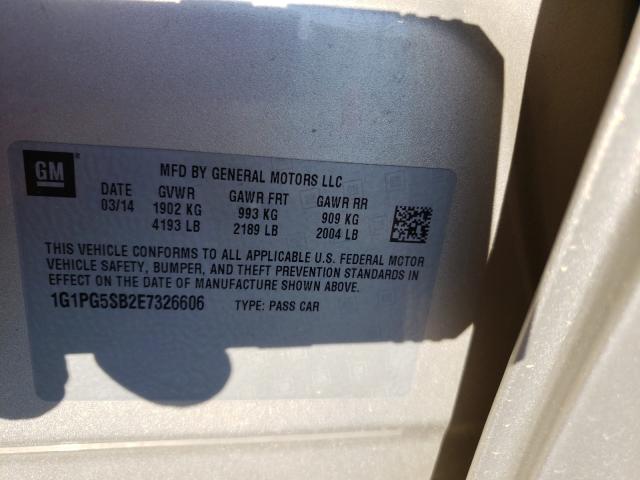 GM
MFD BY GENERAL MOTORS LLC
DATE GVWR GAWR FRT GAWR RR
03/14 1902 KG 993 KG 909 KG
4193 LB 2189 LB 2004 LB
THIS VEHICLE CONFORMS TO ALL APPLICABLE U.S. FEDERAL MOTOR
VEHICLE SAFETY, BUMPER, AND THEFT PREVENTION STANDARDS IN
EFFECT ON THE DATE OF MANUFACTURE SHOWN ABOVE.
1G1PG5SB2E7326606 TYPE: PASS CAR